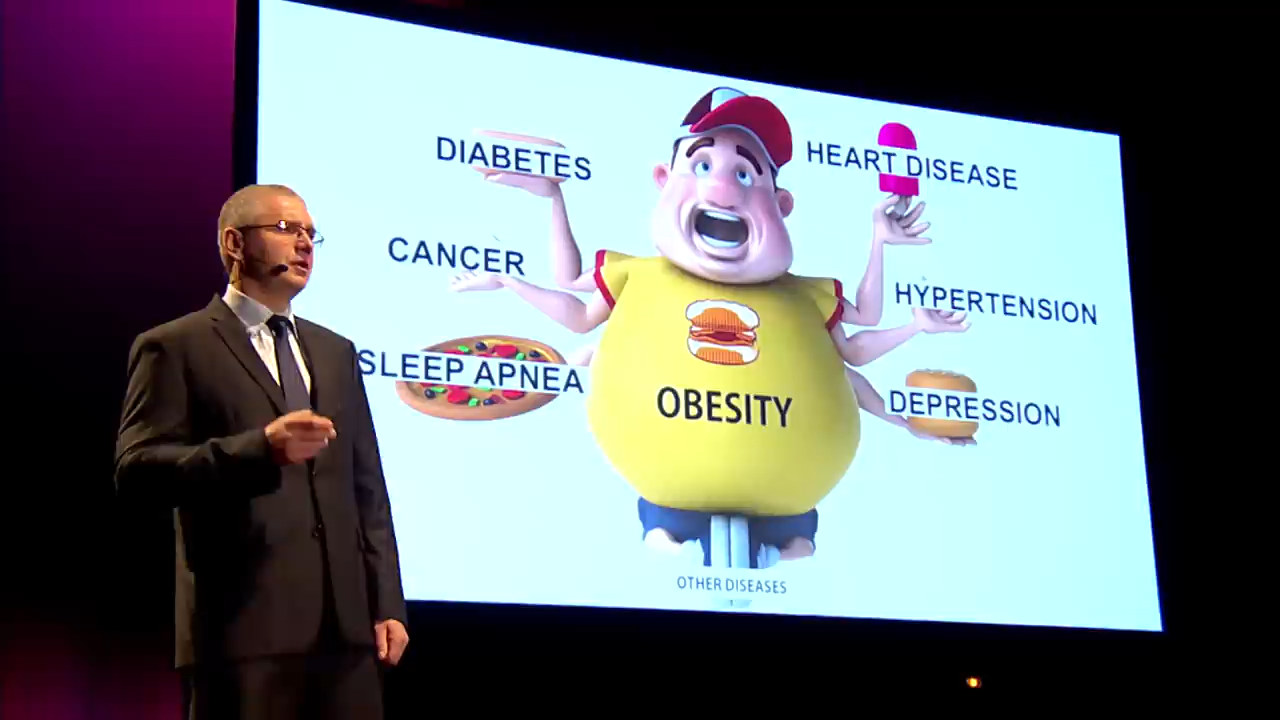 DIABETES
HEART DISEASE
CANCER
HYPERTENSION
SLEEP APNEA
DEPRESSION
OBESITY
OTHER DISEASES